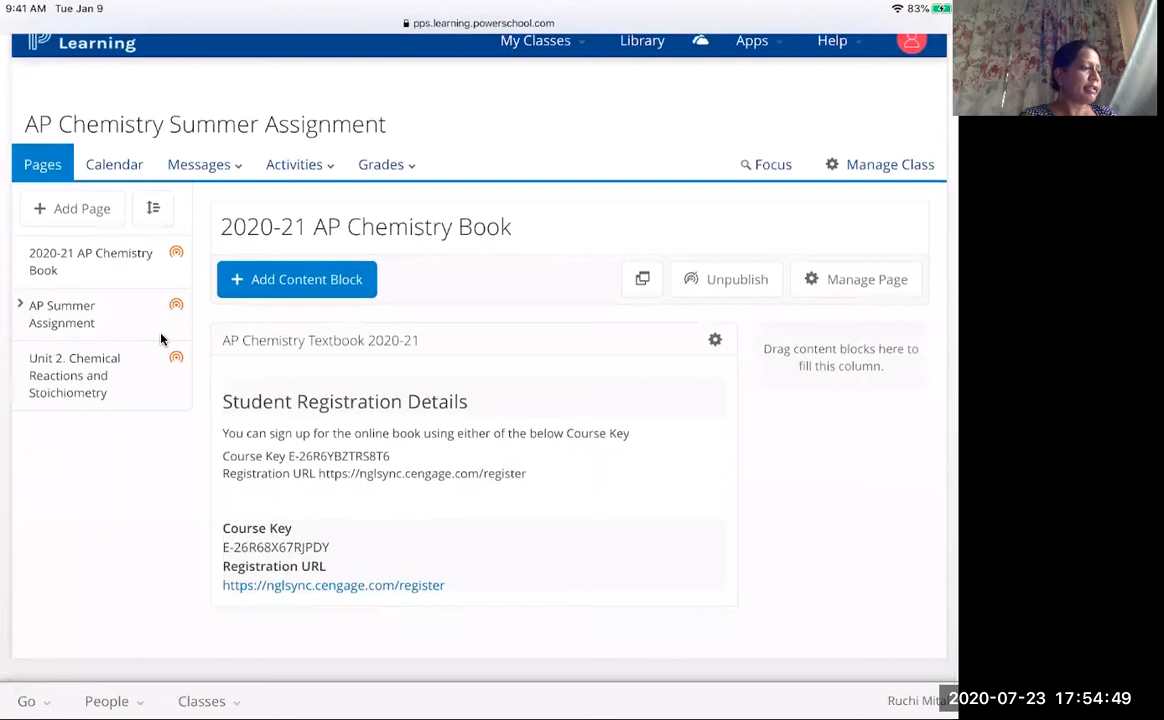 9:41 AM Tue Jan 9
pps.learning.powerschool.com
83%
Learning
My Classes
Library
Apps
Help
AP Chemistry Summer Assignment
Pages
Calendar
Messages
Activities
Grades
Focus
Manage Class
+ Add Page
2020-21 AP Chemistry
Book
AP Summer
Assignment
Unit 2. Chemical
Reactions and
Stoichiometry
2020-21 AP Chemistry Book
+ Add Content Block
Unpublish
Manage Page
AP Chemistry Textbook 2020-21
Student Registration Details
You can sign up for the online book using either of the below Course Key
Course Key E-26R6YBZTRS8T6
Registration URL https://nglsync.cengage.com/register
Course Key
E-26R68X67RJPDY
Registration URL
https://nglsync.cengage.com/register
Drag content blocks here to
fill this column.
Go
People
Classes
Ruchi
2020-07-23 17:54:49